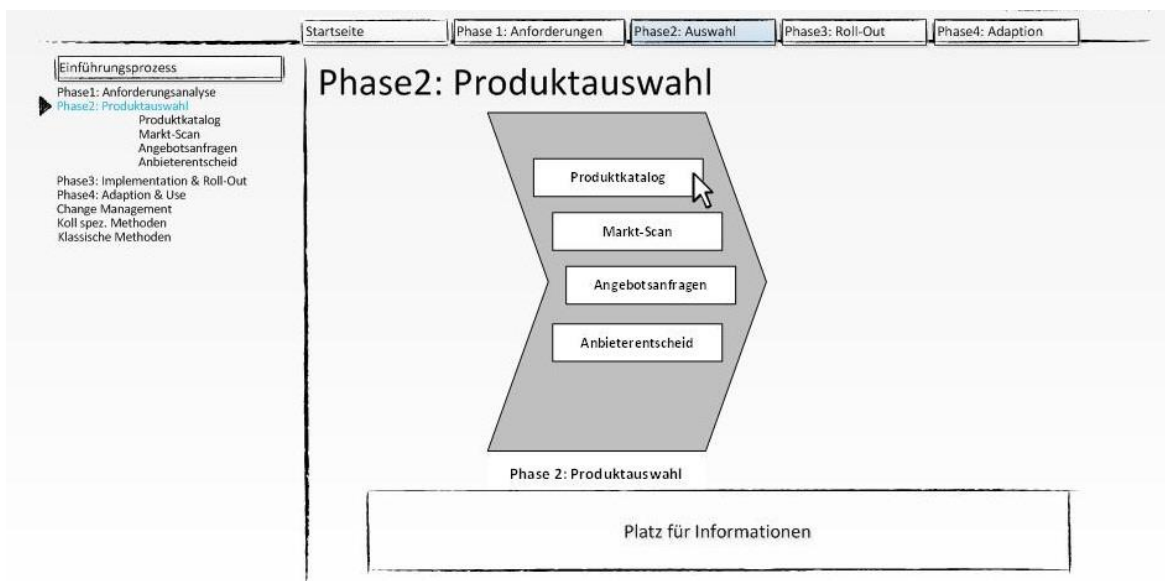 Startseite
Phase 1: Anforderungen
Phase2: Auswahl
Phase3: Roll-Out
Phase4: Adaption
Einführungsprozess
Phase1: Anforderungsanalyse
Phase2: Produktauswahl
Produktkatalog
Markt-Scan
Angebotsanfragen
Anbieterentscheid
Phase3: Implementation & Roll-Out
Phase4: Adaption & Use
Change Management
Koll spez. Methoden
Klassische Methoden
Phase2: Produktauswahl
Produktkatalog
Markt-Scan
Angebotsanfragen
Anbieterentscheid
Phase 2: Produktauswahl
Platz für Informationen